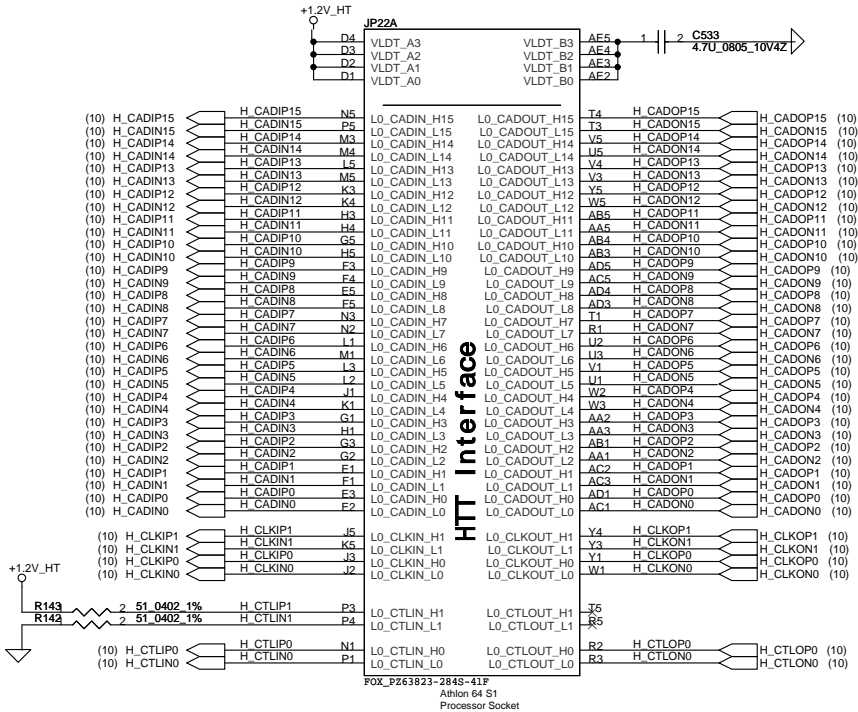 +1.2V_HT
JP22A
D4 VLDT_A3 VLDT_B3 AE5 1 2 C533
D3 VLDT_A2 VLDT_B2 AE4 4.7U_0805_10V4Z
D2 VLDT_A1 VLDT_B1 AE3
D1 VLDT_A0 VLDT_B0 AE2
(10) H_CADIP15 H_CADIP15 N5 L0_CADIN_H15 L0_CADOUT_H15 T4 H_CADOP15 H_CADOP15 (10)
(10) H_CADIN15 H_CADIN15 P5 L0_CADIN_L15 L0_CADOUT_L15 T3 H_CADON15 H_CADON15 (10)
(10) H_CADIP14 H_CADIP14 M3 L0_CADIN_H14 L0_CADOUT_H14 V5 H_CADOP14 H_CADOP14 (10)
(10) H_CADIN14 H_CADIN14 M4 L0_CADIN_L14 L0_CADOUT_L14 U5 H_CADON14 H_CADON14 (10)
(10) H_CADIP13 H_CADIP13 L5 L0_CADIN_H13 L0_CADOUT_H13 V4 H_CADOP13 H_CADOP13 (10)
(10) H_CADIN13 H_CADIN13 M5 L0_CADIN_L13 L0_CADOUT_L13 V3 H_CADON13 H_CADON13 (10)
(10) H_CADIP12 H_CADIP12 K3 L0_CADIN_H12 L0_CADOUT_H12 Y5 H_CADOP12 H_CADOP12 (10)
(10) H_CADIN12 H_CADIN12 K4 L0_CADIN_L12 L0_CADOUT_L12 W5 H_CADON12 H_CADON12 (10)
(10) H_CADIP11 H_CADIP11 H3 L0_CADIN_H11 L0_CADOUT_H11 AB5 H_CADOP11 H_CADOP11 (10)
(10) H_CADIN11 H_CADIN11 H4 L0_CADIN_L11 L0_CADOUT_L11 AA5 H_CADON11 H_CADON11 (10)
(10) H_CADIP10 H_CADIP10 G5 L0_CADIN_H10 L0_CADOUT_H10 AB4 H_CADOP10 H_CADOP10 (10)
(10) H_CADIN10 H_CADIN10 H5 L0_CADIN_L10 L0_CADOUT_L10 AB3 H_CADON10 H_CADON10 (10)
(10) H_CADIP9 H_CADIP9 F3 L0_CADIN_H9 L0_CADOUT_H9 AD5 H_CADOP9 H_CADOP9 (10)
(10) H_CADIN9 H_CADIN9 F4 L0_CADIN_L9 L0_CADOUT_L9 AC5 H_CADON9 H_CADON9 (10)
(10) H_CADIP8 H_CADIP8 E5 L0_CADIN_H8 L0_CADOUT_H8 AD4 H_CADOP8 H_CADOP8 (10)
(10) H_CADIN8 H_CADIN8 F5 L0_CADIN_L8 L0_CADOUT_L8 AD3 H_CADON8 H_CADON8 (10)
(10) H_CADIP7 H_CADIP7 N3 L0_CADIN_H7 L0_CADOUT_H7 T1 H_CADOP7 H_CADOP7 (10)
(10) H_CADIN7 H_CADIN7 N2 L0_CADIN_L7 L0_CADOUT_L7 R1 H_CADON7 H_CADON7 (10)
(10) H_CADIP6 H_CADIP6 L1 L0_CADIN_H6 L0_CADOUT_H6 U2 H_CADOP6 H_CADOP6 (10)
(10) H_CADIN6 H_CADIN6 M1 L0_CADIN_L6 L0_CADOUT_L6 U3 H_CADON6 H_CADON6 (10)
(10) H_CADIP5 H_CADIP5 L3 L0_CADIN_H5 L0_CADOUT_H5 V1 H_CADOP5 H_CADOP5 (10)
(10) H_CADIN5 H_CADIN5 L2 L0_CADIN_L5 L0_CADOUT_L5 U1 H_CADON5 H_CADON5 (10)
(10) H_CADIP4 H_CADIP4 J1 L0_CADIN_H4 L0_CADOUT_H4 W2 H_CADOP4 H_CADOP4 (10)
(10) H_CADIN4 H_CADIN4 K1 L0_CADIN_L4 L0_CADOUT_L4 W3 H_CADON4 H_CADON4 (10)
(10) H_CADIP3 H_CADIP3 G1 L0_CADIN_H3 L0_CADOUT_H3 AA2 H_CADOP3 H_CADOP3 (10)
(10) H_CADIN3 H_CADIN3 H1 L0_CADIN_L3 L0_CADOUT_L3 AA3 H_CADON3 H_CADON3 (10)
(10) H_CADIP2 H_CADIP2 G3 L0_CADIN_H2 L0_CADOUT_H2 AB1 H_CADOP2 H_CADOP2 (10)
(10) H_CADIN2 H_CADIN2 G2 L0_CADIN_L2 L0_CADOUT_L2 AA1 H_CADON2 H_CADON2 (10)
(10) H_CADIP1 H_CADIP1 E1 L0_CADIN_H1 L0_CADOUT_H1 AC2 H_CADOP1 H_CADOP1 (10)
(10) H_CADIN1 H_CADIN1 F1 L0_CADIN_L1 L0_CADOUT_L1 AC3 H_CADON1 H_CADON1 (10)
(10) H_CADIP0 H_CADIP0 E3 L0_CADIN_H0 L0_CADOUT_H0 AD1 H_CADOP0 H_CADOP0 (10)
(10) H_CADIN0 H_CADIN0 E2 L0_CADIN_L0 L0_CADOUT_L0 AC1 H_CADON0 H_CADON0 (10)
HTT Interface
(10) H_CLKIP1 H_CLKIP1 J5 L0_CLKIN_H1 L0_CLKOUT_H1 Y4 H_CLKOP1 H_CLKOP1 (10)
(10) H_CLKIN1 H_CLKIN1 K5 L0_CLKIN_L1 L0_CLKOUT_L1 Y3 H_CLKON1 H_CLKON1 (10)
(10) H_CLKIP0 H_CLKIP0 J3 L0_CLKIN_H0 L0_CLKOUT_H0 Y1 H_CLKOP0 H_CLKOP0 (10)
(10) H_CLKIN0 H_CLKIN0 J2 L0_CLKIN_L0 L0_CLKOUT_L0 W1 H_CLKON0 H_CLKON0 (10)
+1.2V_HT
R143 1 2 51_0402_1% H_CTLIP1 P3 L0_CTLIN_H1 L0_CTLOUT_H1 T5
R142 1 2 51_0402_1% H_CTLIN1 P4 L0_CTLIN_L1 L0_CTLOUT_L1 R5
(10) H_CTLIP0 H_CTLIP0 N1 L0_CTLIN_H0 L0_CTLOUT_H0 R2 H_CTLOP0 H_CTLOP0 (10)
(10) H_CTLIN0 H_CTLIN0 P1 L0_CTLIN_L0 L0_CTLOUT_L0 R3 H_CTLON0 H_CTLON0 (10)
FOX_PZ63823-284S-41F
Athlon 64 S1
Processor Socket